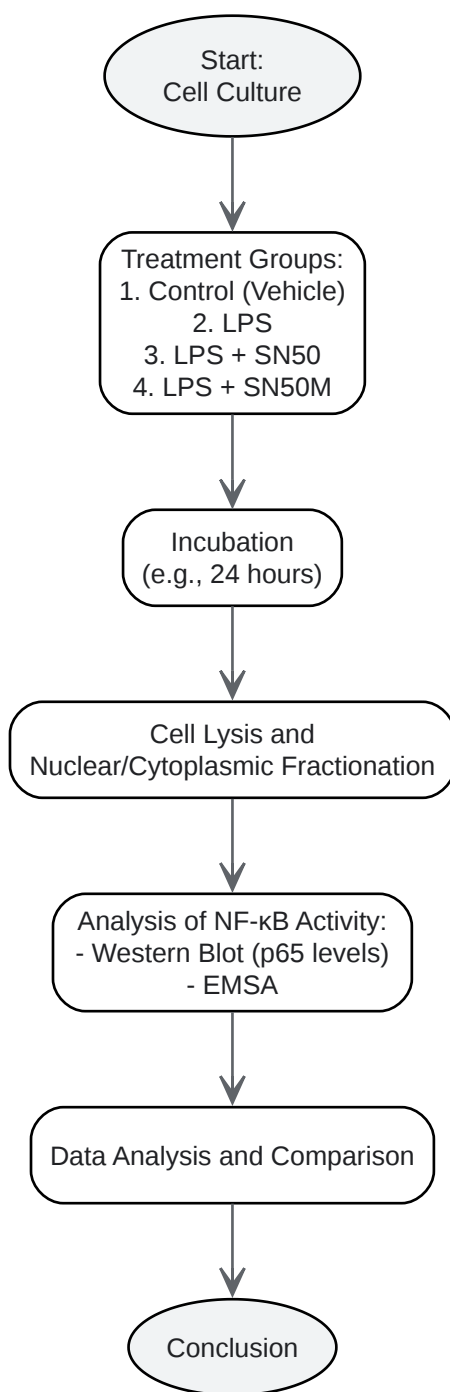 Start:
Cell Culture
Treatment Groups:
1. Control (Vehicle)
2. LPS
3. LPS + SN50
4. LPS + SN50M
Incubation
(e.g., 24 hours)
Cell Lysis and
Nuclear/Cytoplasmic Fractionation
Analysis of NF-κB Activity:
- Western Blot (p65 levels)
- EMSA
Data Analysis and Comparison
Conclusion